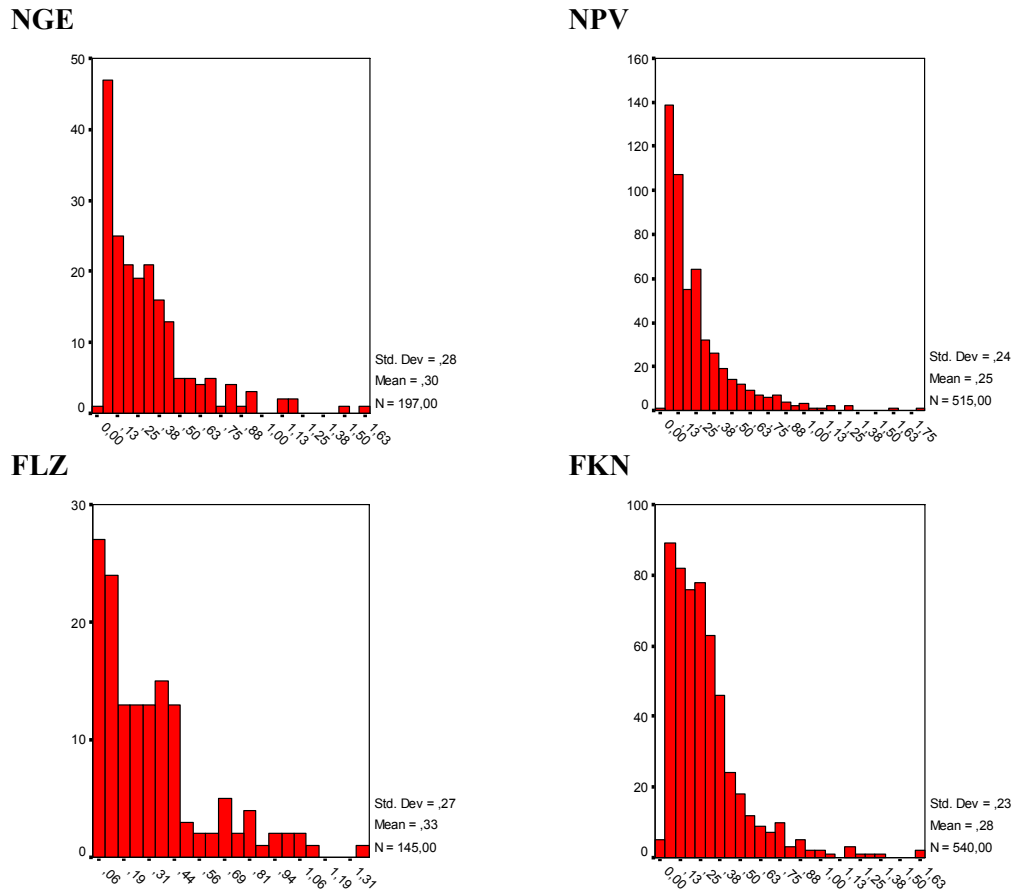 NGE
50
40
30
20
10
0
0,00 ,13 ,25 ,38 ,50 ,63 ,75 ,88 1,00 1,13 1,25 1,38 1,50 1,63
Std. Dev = ,28
Mean = ,30
N = 197,00
NPV
160
140
120
100
80
60
40
20
0
0,00 ,13 ,25 ,38 ,50 ,63 ,75 ,88 1,00 1,13 1,25 1,38 1,50 1,63 1,75
Std. Dev = ,24
Mean = ,25
N = 515,00
FLZ
30
20
10
0
,06 ,19 ,31 ,44 ,56 ,69 ,81 ,94 1,06 1,19 1,31
Std. Dev = ,27
Mean = ,33
N = 145,00
FKN
100
80
60
40
20
0
0,00 ,13 ,25 ,38 ,50 ,63 ,75 ,88 1,00 1,13 1,25 1,38 1,50 1,63
Std. Dev = ,23
Mean = ,28
N = 540,00